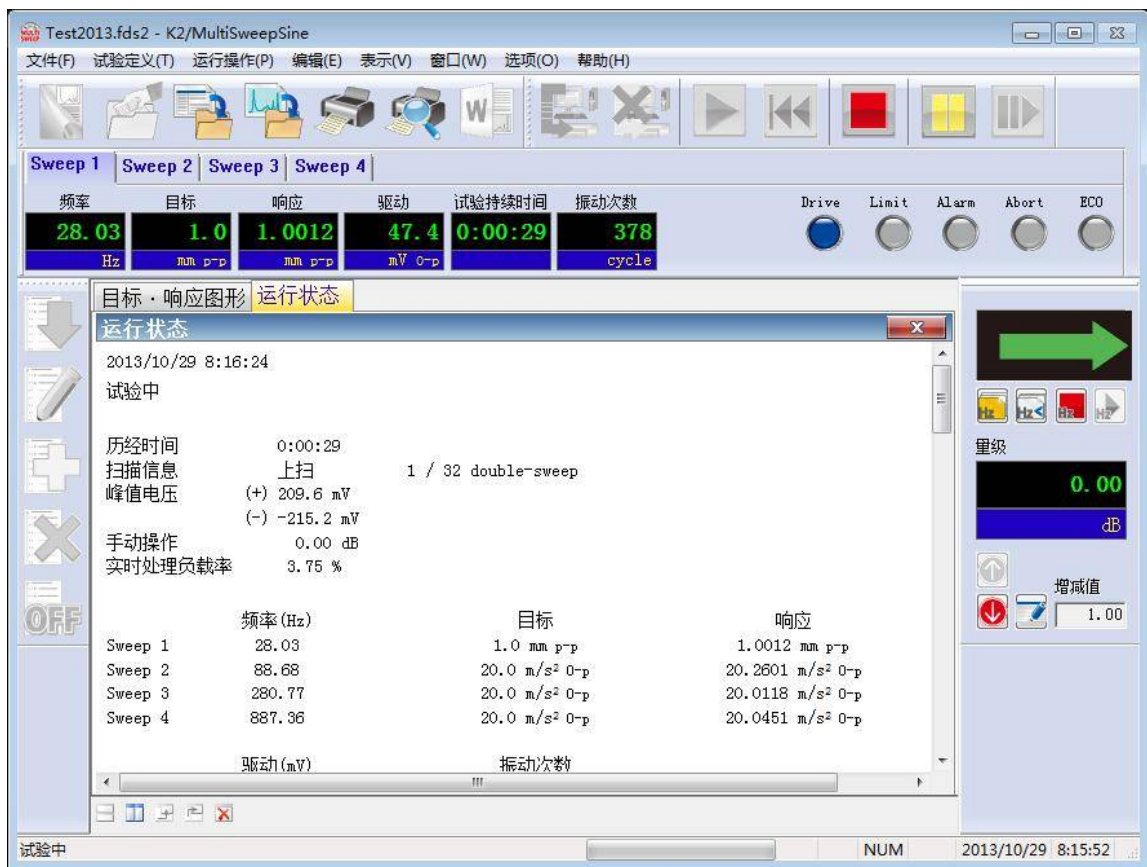 Test2013.fds2 - K2/MultiSweepSine
文件(F) 试验定义(T) 运行操作(P) 编辑(E) 表示(V) 窗口(W) 选项(O) 帮助(H)
Sweep 1 Sweep 2 Sweep 3 Sweep 4
频率 目标 响应 驱动 试验持续时间 振动次数 Drive Limit Alarm Abort ECO
28.03 1.0 1.0012 47.4 0:00:29 378
Hz mm p-p mm p-p mV 0-p cycle
目标・响应图形 运行状态
运行状态
2013/10/29 8:16:24
试验中
历经时间 0:00:29
扫描信息 上扫 1 / 32 double-sweep
峰值电压 (+) 209.6 mV
(-) -215.2 mV
手动操作 0.00 dB
实时处理负载率 3.75 %
频率(Hz) 目标 响应
Sweep 1 28.03 1.0 mm p-p 1.0012 mm p-p
Sweep 2 88.68 20.0 m/s² 0-p 20.2601 m/s² 0-p
Sweep 3 280.77 20.0 m/s² 0-p 20.0118 m/s² 0-p
Sweep 4 887.36 20.0 m/s² 0-p 20.0451 m/s² 0-p
驱动(mV) 振动次数
OFF
Hz Hz< Hz Hz
量级
0.00
dB
增减值
1.00
试验中 NUM 2013/10/29 8:15:52